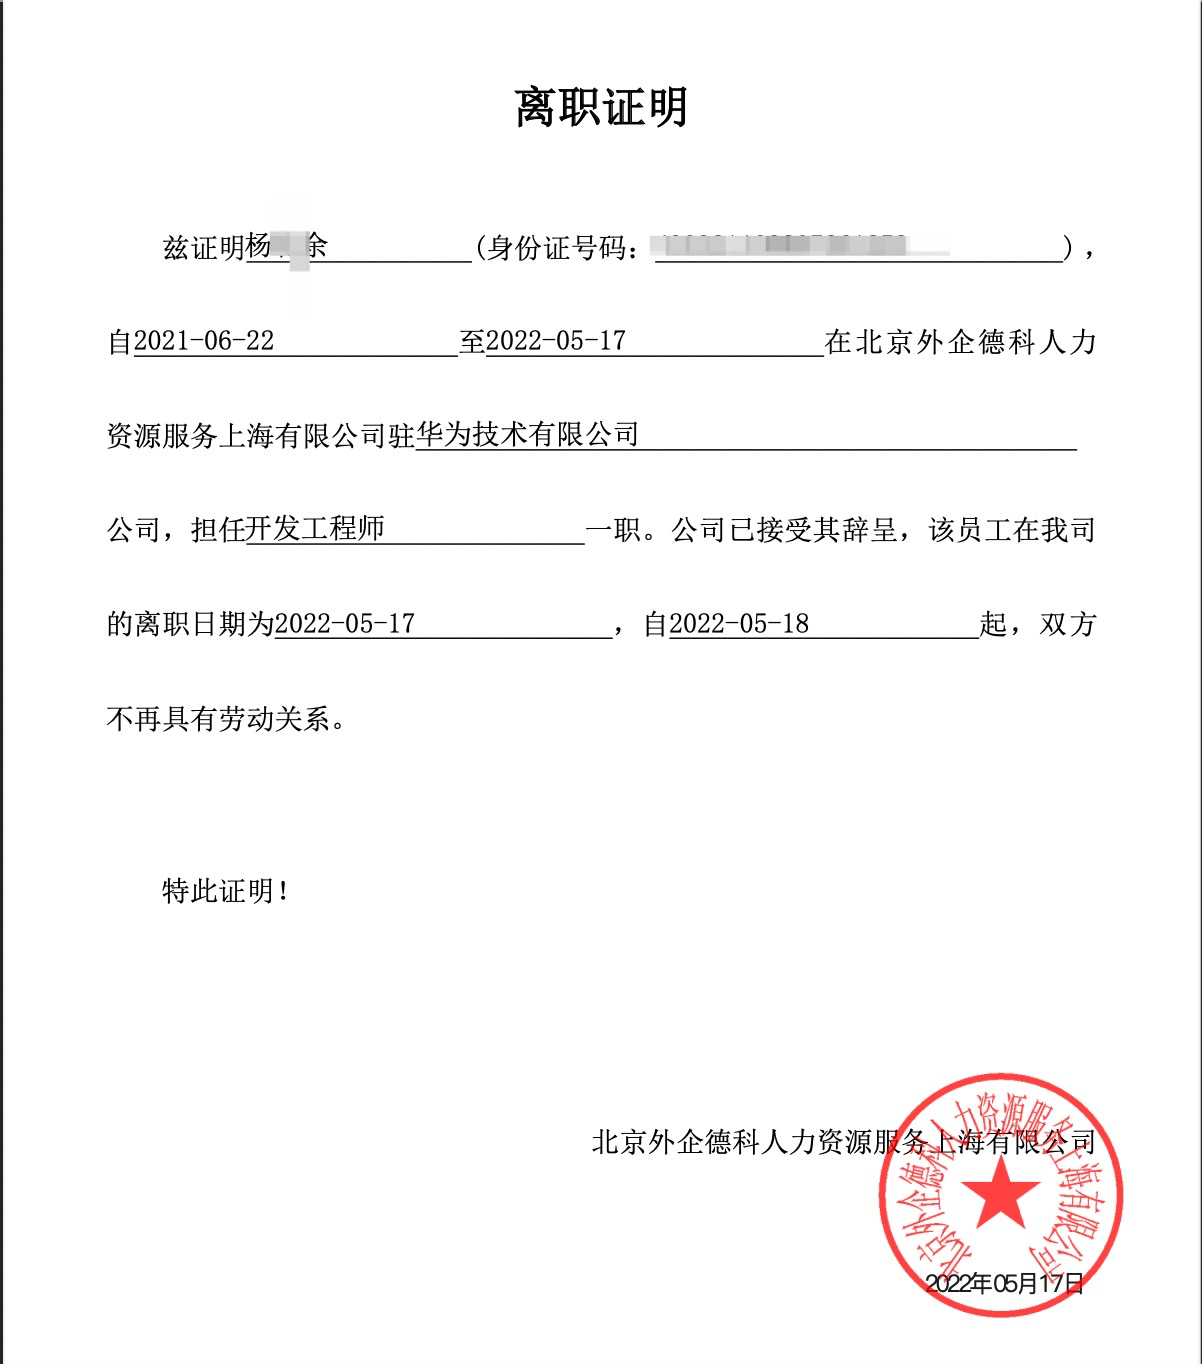 离职证明
兹证明杨 余 (身份证号码: ),
自2021-06-22 至2022-05-17 在北京外企德科人力
资源服务上海有限公司驻华为技术有限公司
公司，担任开发工程师 一职。公司已接受其辞呈，该员工在我司
的离职日期为2022-05-17 ，自2022-05-18 起，双方
不再具有劳动关系。
特此证明！
北京外企德科人力资源服务上海有限公司
北京外企德科人力资源服务上海有限公司
2022年05月17日